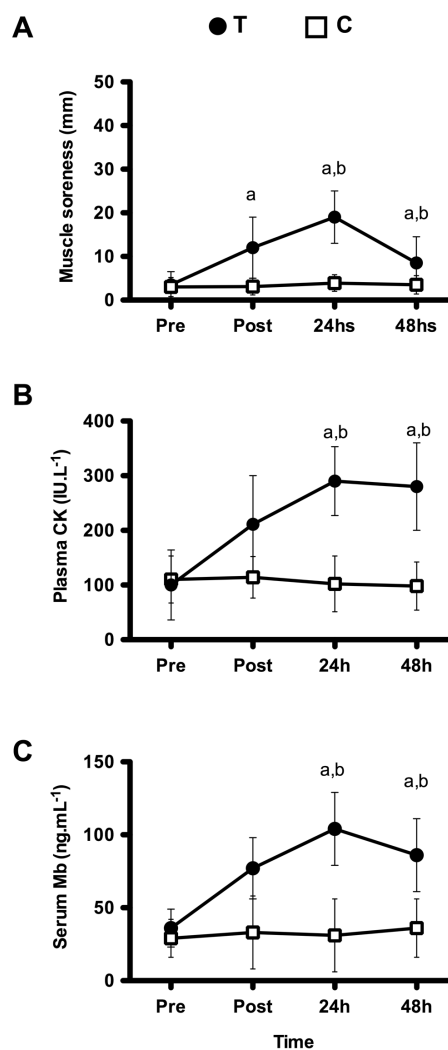 A
T
C
Muscle soreness (mm)
50
40
30
20
10
0
a
a,b
a,b
Pre
Post
24hs
48hs
B
Plasma CK (IU.L-1)
400
300
200
100
0
a,b
a,b
Pre
Post
24h
48h
C
Serum Mb (ng.mL-1)
150
100
50
0
a,b
a,b
Pre
Post
24h
48h
Time